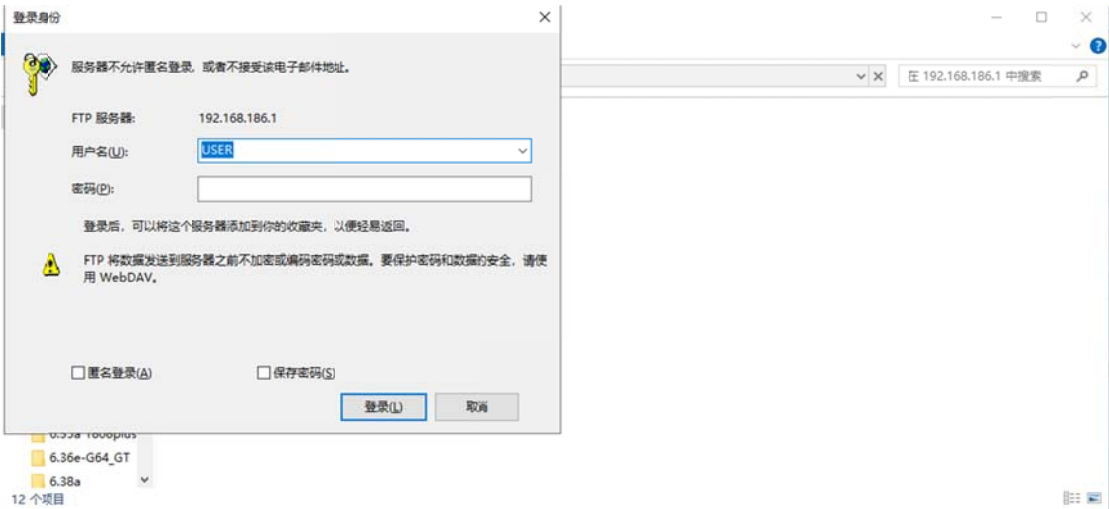 登录身份
服务器不允许匿名登录，或者不接受该电子邮件地址。
在 192.168.186.1 中搜索
FTP 服务器: 192.168.186.1
用户名(U): USER
密码(P):
登录后，可以将这个服务器添加到你的收藏夹，以便轻易返回。
FTP 将数据发送到服务器之前不加密或编码密码或数据。要保护密码和数据的安全，请使
用 WebDAV。
匿名登录(A) 保存密码(S)
登录(L) 取消
6.36e-G64_GT
6.38a
12 个项目